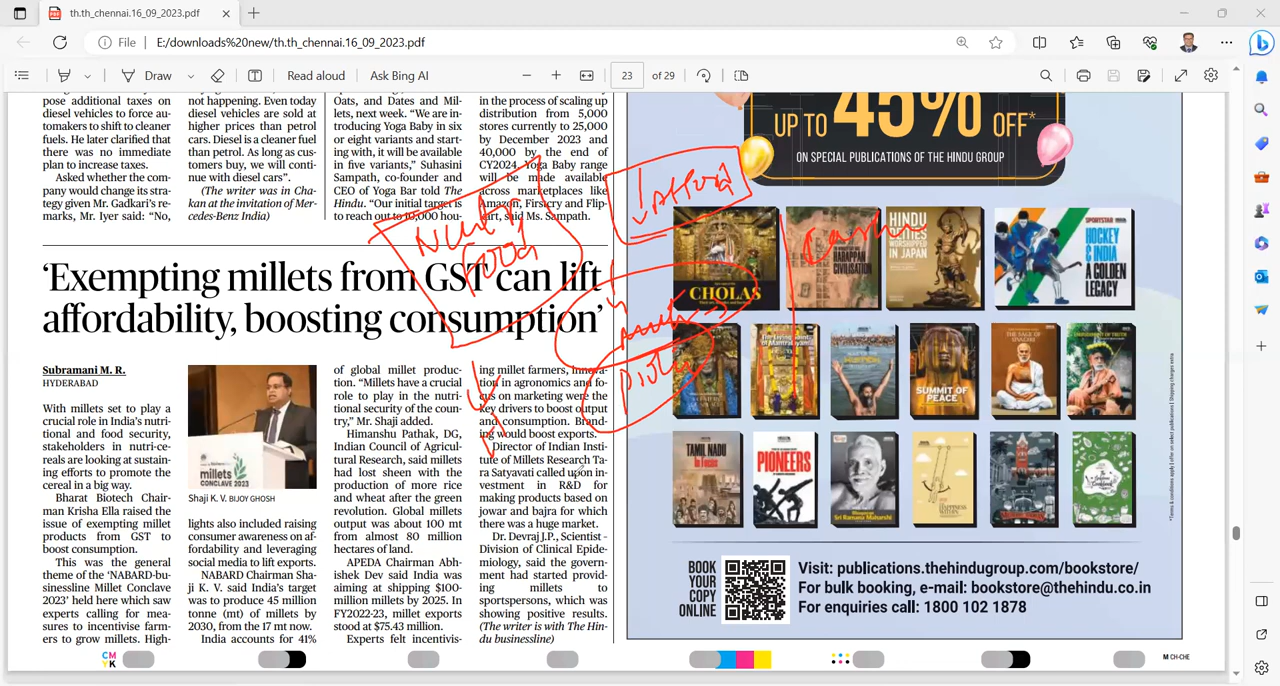 th.th_chennai.16_09_2023.pdf
File
E:/downloads%20new/th.th_chennai.16_09_2023.pdf
Draw
Read aloud
Ask Bing AI
23
of 29
pose additional taxes on
diesel vehicles to force au-
tomakers to shift to cleaner
fuels. He later clarified that
there was no immediate
plan to increase taxes.
Asked whether the com-
pany would change its stra-
tegy given Mr. Gadkari's re-
marks, Mr. Iyer said: "No,
not happening. Even today
diesel vehicles are sold at
higher prices than petrol
cars. Diesel is a cleaner fuel
than petrol. As long as cus-
tomers buy, we will conti-
nue with diesel cars".
(The writer was in Cha-
kan at the invitation of Mer-
cedes-Benz India)
Oats, and Dates and Mil-
lets, next week. "We are in-
troducing Yoga Baby in six
or eight variants and start-
ing with, it will be available
in five variants," Suhasini
Sampath, co-founder and
CEO of Yoga Bar told The
Hindu. "Our initial target is
to reach out to 10,000 hou-
in the process of scaling up
distribution from 5,000
stores currently to 25,000
by December 2023 and
40,000 by the end of
CY2024. Yoga Baby range
will be made available
across marketplaces like
Amazon, Firstcry and Flip-
kart, said Ms. Sampath.
'Exempting millets from GST can lift
affordability, boosting consumption'
Subramani M. R.
HYDERABAD
With millets set to play a
crucial role in India's nu-
tritional and food security,
stakeholders in nutri-ce-
reals are looking at sustain-
ing efforts to promote the
cereal in a big way.
Bharat Biotech Chair-
man Krisha Ella raised the
issue of exempting millet
products from GST to
boost consumption.
This was the general
theme of the 'NABARD-bu-
sinessline Millet Conclave
2023' held here which saw
experts calling for mea-
sures to incentivise farm-
ers to grow millets. High-
millets
CONCLAVE 2023
Shaji K. V. BIJOY GHOSH
lights also included raising
consumer awareness on af-
fordability and leveraging
social media to lift exports.
NABARD Chairman Sha-
ji K. V. said India's target
was to produce 45 million
tonne (mt) of millets by
2030, from the 17 mt now.
India accounts for 41%
of global millet produc-
tion. "Millets have a crucial
role to play in the nutri-
tional security of the coun-
try," Mr. Shaji added.
Himanshu Pathak, DG,
Indian Council of Agricul-
tural Research, said millets
had lost sheen with the
production of more rice
and wheat after the green
revolution. Global millets
output was about 100 mt
from almost 80 million
hectares of land.
APEDA Chairman Abh-
ishek Dev said India was
aiming at shipping $100-
million millets by 2025. In
FY2022-23, millet exports
stood at $75.43 million.
Experts felt incentivis-
ing millet farmers, innova-
tion in agronomics and fo-
cus on marketing were the
key drivers to boost output
and consumption. Brand-
ing would boost exports.
Director of Indian Insti-
tute of Millets Research Ta-
ra Satyavati called upon in-
vestment in R&D for
making products based on
jowar and bajra for which
there was a huge market.
Dr. Devraj J.P., Scientist -
Division of Clinical Epide-
miology, said the govern-
ment had started provid-
ing millets to
sportspersons, which was
showing positive results.
(The writer is with The Hin-
du businessline)
UP TO 45% OFF*
ON SPECIAL PUBLICATIONS OF THE HINDU GROUP
CHOLAS
HARAPPAN
CIVILISATION
HINDU
DEITIES
WORSHIPPED
IN JAPAN
SPORTSTAR
HOCKEY
& INDIA
A GOLDEN
LEGACY
SUMMIT OF
PEACE
TAMIL NADU
in Focus
PIONEERS
Sri Ramana Maharshi
food
BOOK
YOUR
COPY
ONLINE
Visit: publications.thehindugroup.com/bookstore/
For bulk booking, e-mail: bookstore@thehindu.co.in
For enquiries call: 1800 102 1878
CM
YK
M CH-CHE